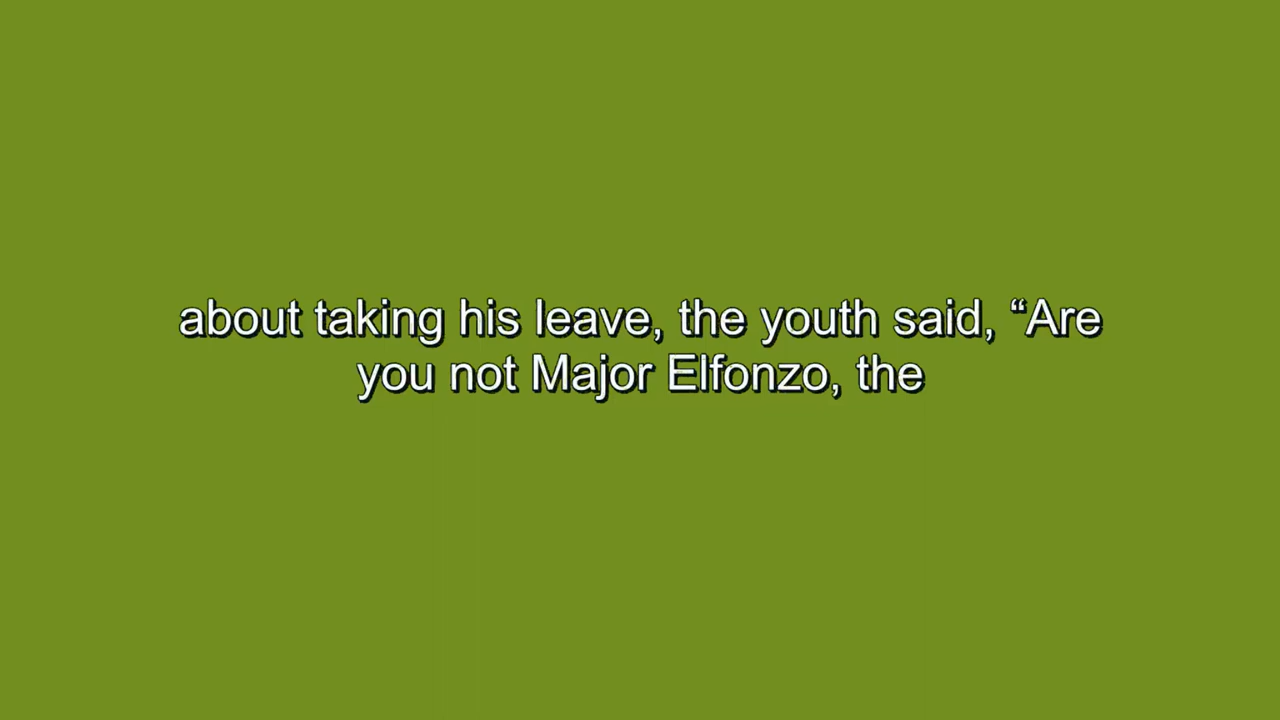 about taking his leave, the youth said, “Are
you not Major Elfonzo, the